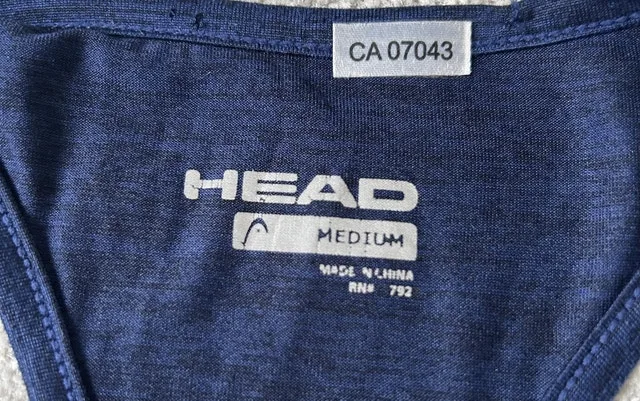 CA 07043
HEAD
MEDIUM
MADE IN CHINA
RN# 792